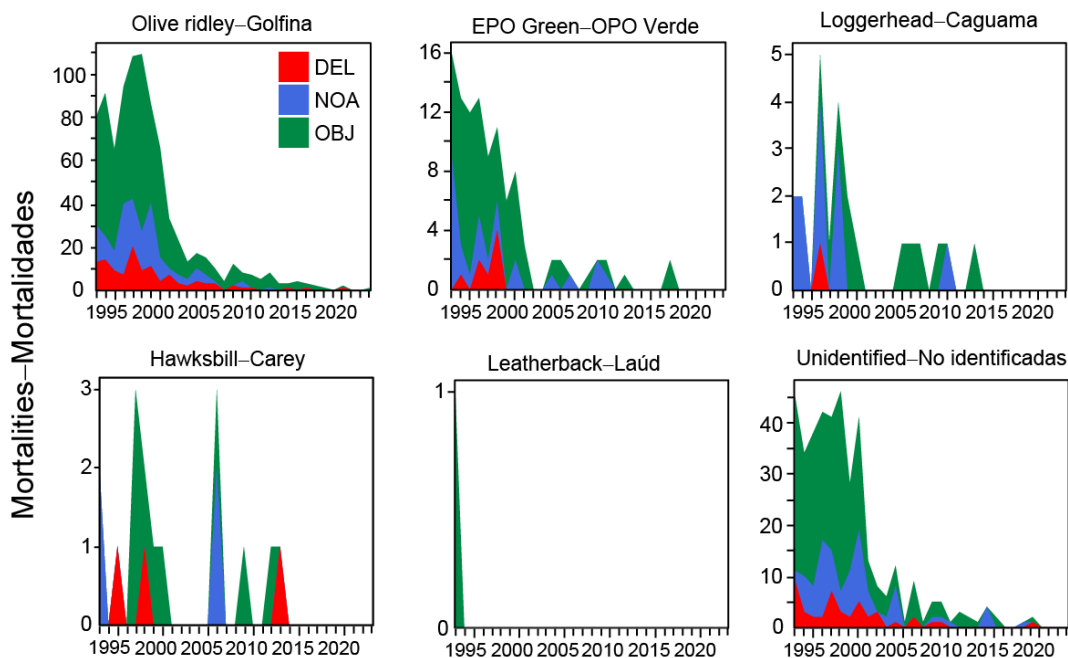 Mortalities–Mortalidades
Olive ridley–Golfina
100
80
60
40
20
0
1995 2000 2005 2010 2015 2020
DEL
NOA
OBJ
EPO Green–OPO Verde
16
12
8
4
0
1995 2000 2005 2010 2015 2020
Loggerhead–Caguama
5
4
3
2
1
0
1995 2000 2005 2010 2015 2020
Hawksbill–Carey
3
2
1
0
1995 2000 2005 2010 2015 2020
Leatherback–Laúd
1
0
1995 2000 2005 2010 2015 2020
Unidentified–No identificadas
40
30
20
10
0
1995 2000 2005 2010 2015 2020